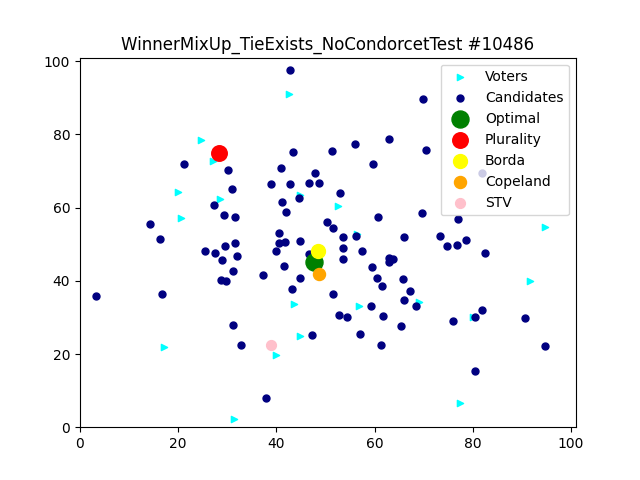 WinnerMixUp_TieExists_NoCondorcetTest #10486
100
80
60
40
20
0
0 20 40 60 80 100
Voters
Candidates
Optimal
Plurality
Borda
Copeland
STV